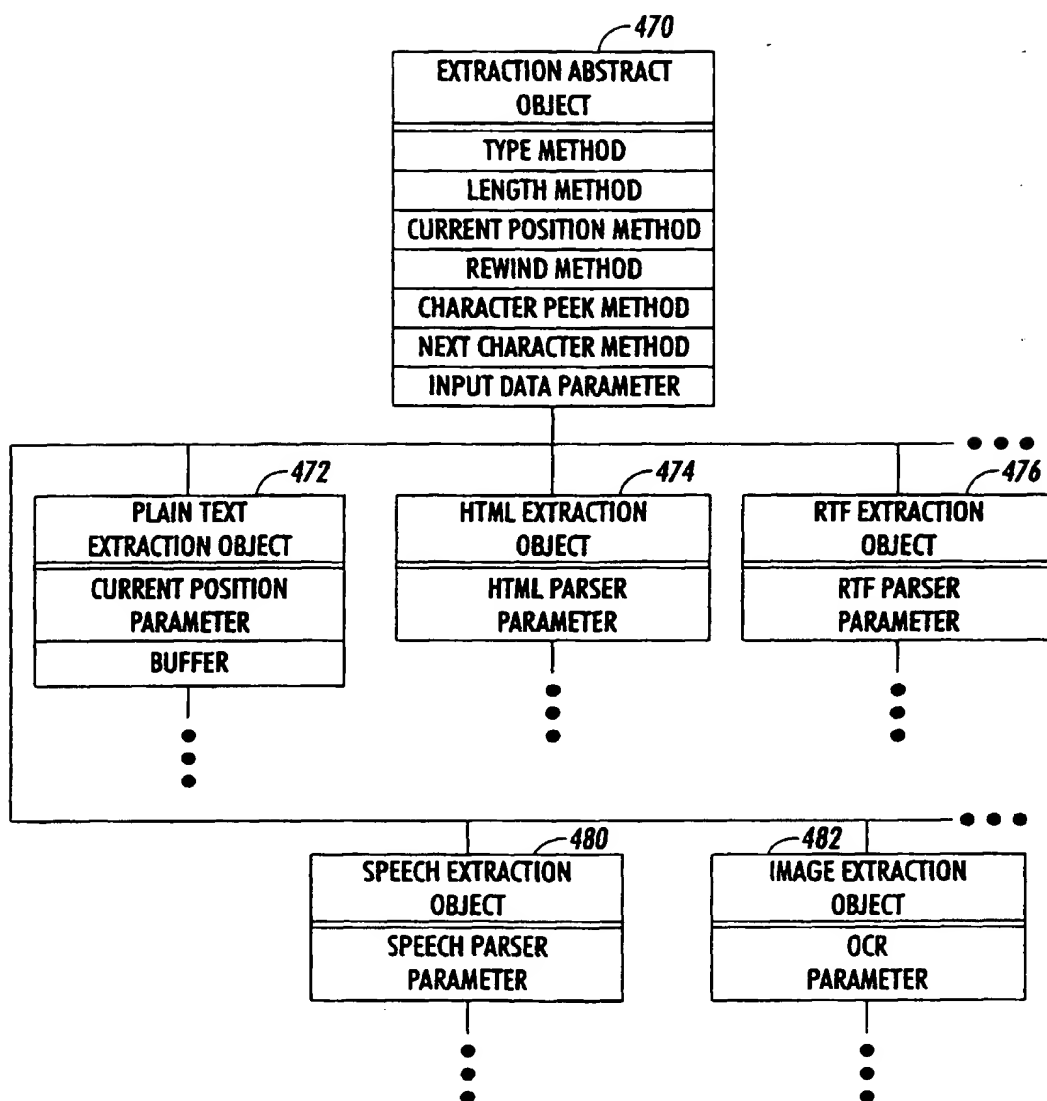 470
EXTRACTION ABSTRACT
OBJECT
TYPE METHOD
LENGTH METHOD
CURRENT POSITION METHOD
REWIND METHOD
CHARACTER PEEK METHOD
NEXT CHARACTER METHOD
INPUT DATA PARAMETER
472
PLAIN TEXT
EXTRACTION OBJECT
CURRENT POSITION
PARAMETER
BUFFER
474
HTML EXTRACTION
OBJECT
HTML PARSER
PARAMETER
476
RTF EXTRACTION
OBJECT
RTF PARSER
PARAMETER
480
SPEECH EXTRACTION
OBJECT
SPEECH PARSER
PARAMETER
482
IMAGE EXTRACTION
OBJECT
OCR
PARAMETER